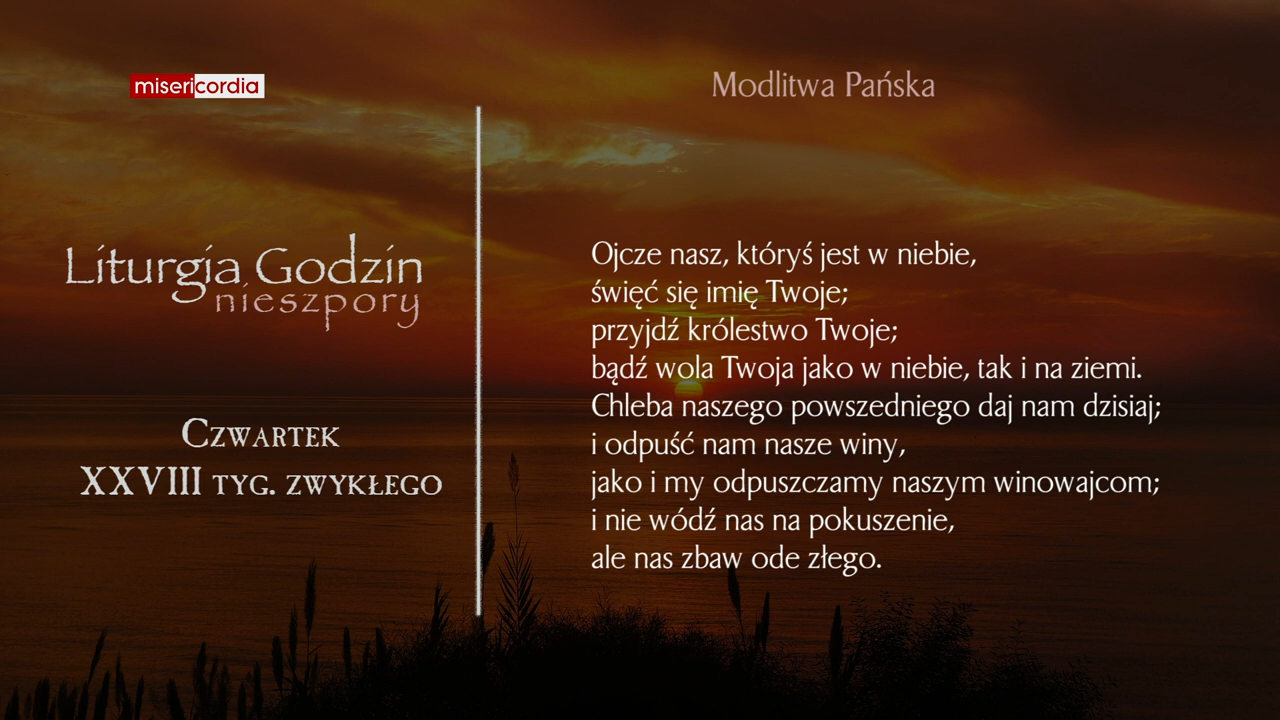 misericordia
Liturgia Godzin
nieszpory
Czwartek
XXVIII tyg. zwykłego
Modlitwa Pańska
Ojcze nasz, któryś jest w niebie,
święć się imię Twoje;
przyjdź królestwo Twoje;
bądź wola Twoja jako w niebie, tak i na ziemi.
Chleba naszego powszedniego daj nam dzisiaj;
i odpuść nam nasze winy,
jako i my odpuszczamy naszym winowajcom;
i nie wódź nas na pokuszenie,
ale nas zbaw ode złego.